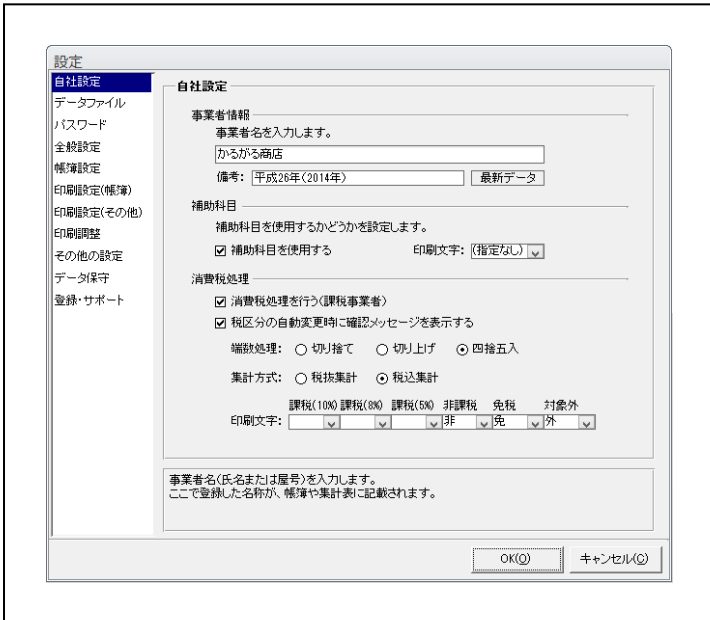 設定
自社設定
データファイル
パスワード
全般設定
帳簿設定
印刷設定(帳簿)
印刷設定(その他)
印刷調整
その他の設定
データ保守
登録・サポート
自社設定
事業者情報
事業者名を入力します。
かるがる商店
備考: 平成26年(2014年) 最新データ
補助科目
補助科目を使用するかどうかを設定します。
補助科目を使用する 印刷文字: (指定なし)
消費税処理
消費税処理を行う(課税事業者)
税区分の自動変更時に確認メッセージを表示する
端数処理: 切り捨て 切り上げ 四捨五入
集計方式: 税抜集計 税込集計
課税(10%) 課税(8%) 課税(5%) 非課税 免税 対象外
印刷文字: 非 免 外
事業者名(氏名または屋号)を入力します。
ここで登録した名称が、帳簿や集計表に記載されます。
OK(O) キャンセル(C)